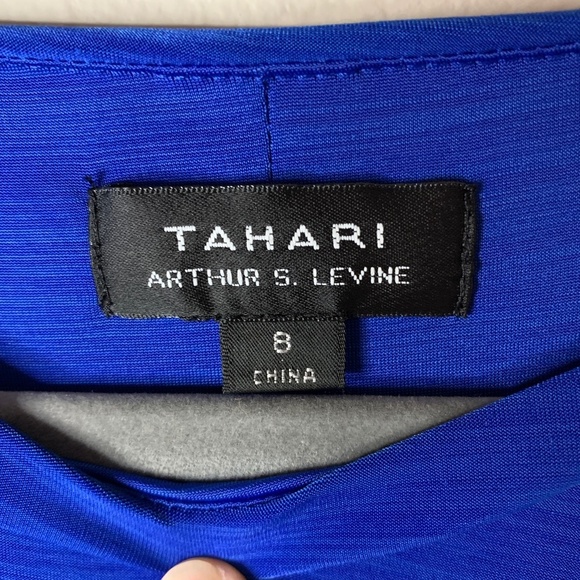 TAHARI
ARTHUR S. LEVINE
8
CHINA